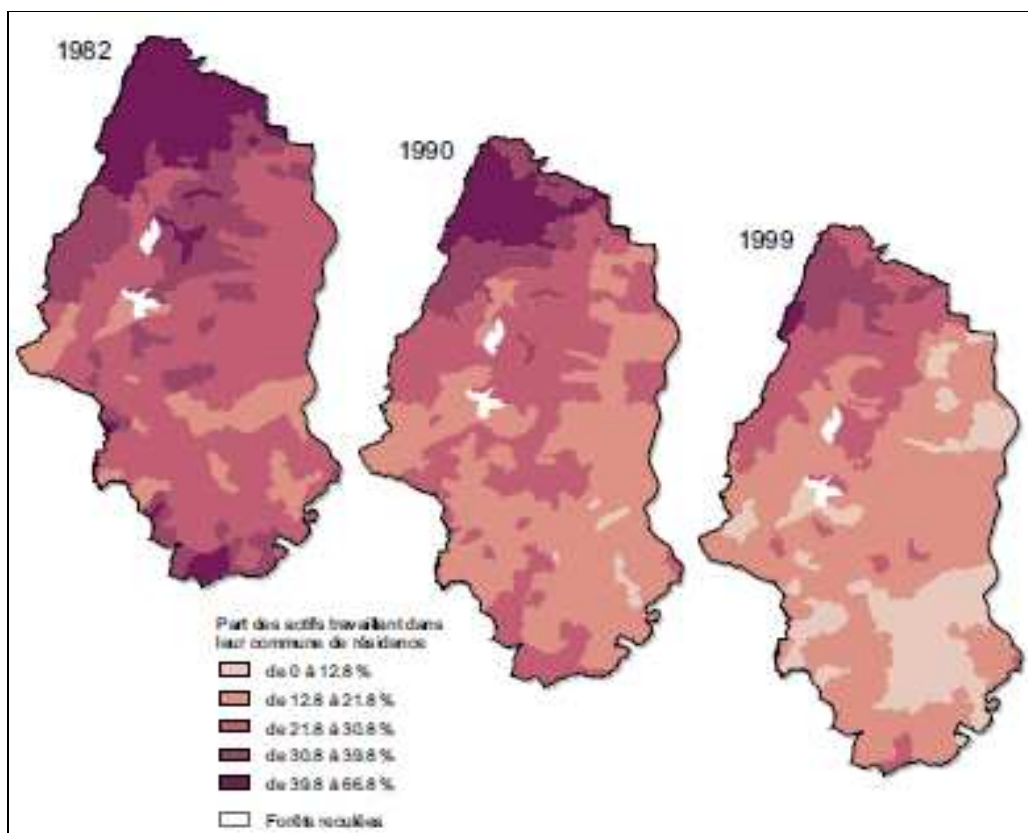 1982
1990
1999
Part des actifs travaillant dans
leur commune de résidence
de 0 à 12.8 %
de 12.8 à 21.8 %
de 21.8 à 30.8 %
de 30.8 à 39.8 %
de 39.8 à 66.8 %
Forêts reculées